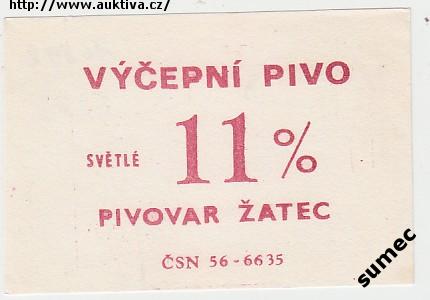 http://www.auktiva.cz/
VÝČEPNÍ PIVO
SVĚTLÉ 11%
PIVOVAR ŽATEC
ČSN 56-6635
sumec